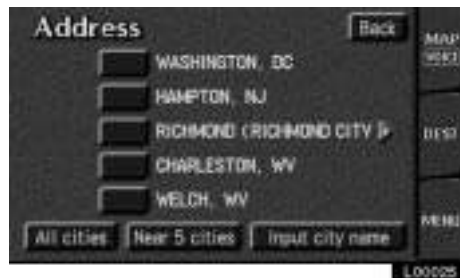 Address
Back
MAP
VOICE
WASHINGTON, DC
HAMPTON, NJ
RICHMOND (RICHMOND CITY)
DEST
CHARLESTON, WV
WELCH, WV
MENU
All cities
Near 5 cities
Input city name
L00025